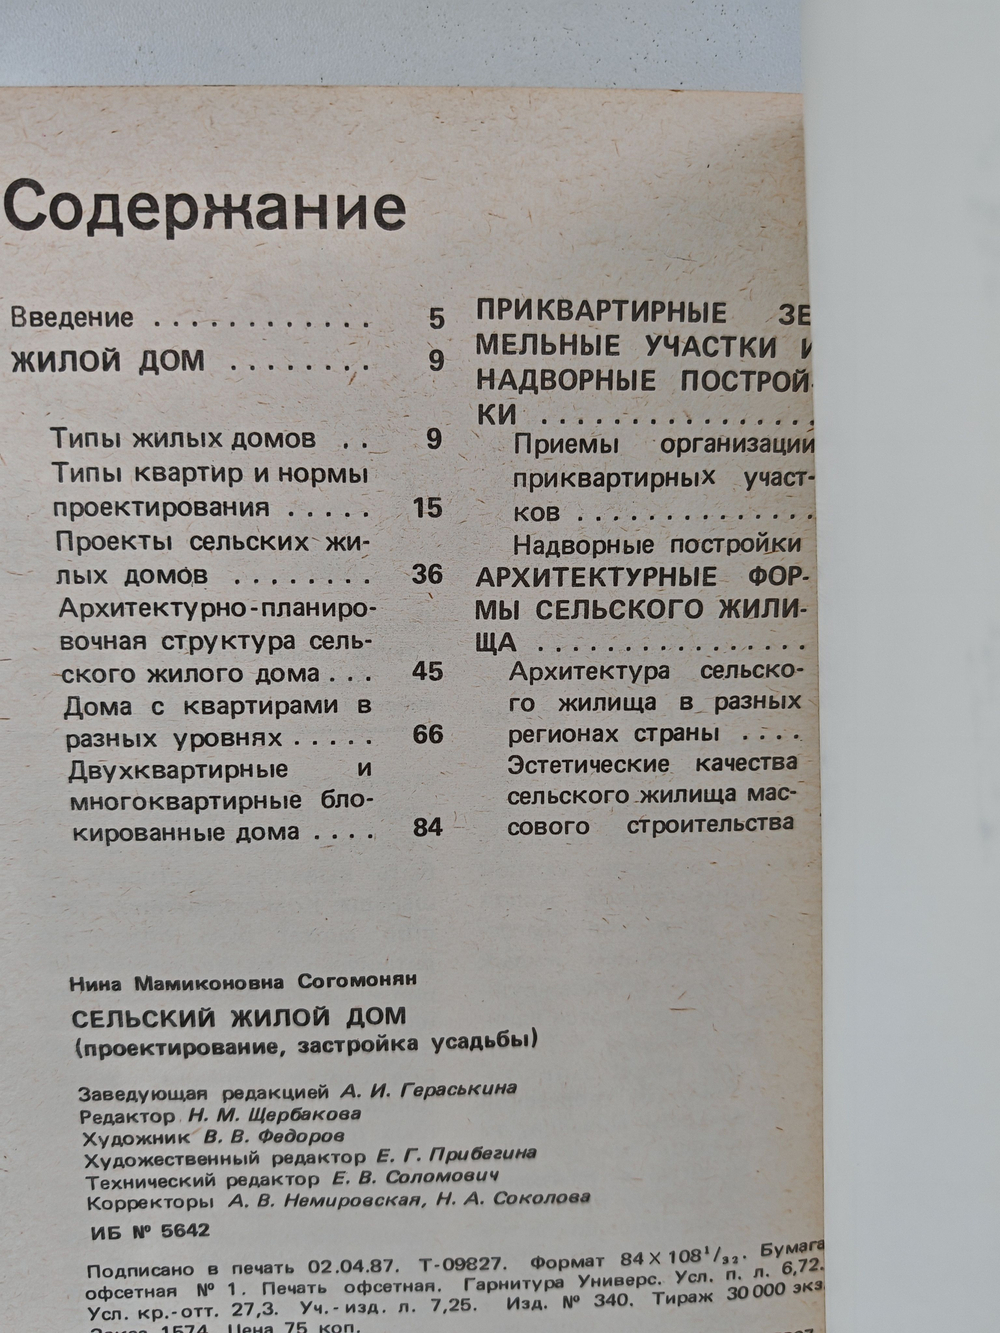 Содержание
Введение ............ 5
ЖИЛОЙ ДОМ ........ 9
Типы жилых домов .. 9
Типы квартир и нормы
проектирования ..... 15
Проекты сельских жи-
лых домов ........ 36
Архитектурно-планиро-
вочная структура сель-
ского жилого дома ... 45
Дома с квартирами в
разных уровнях ..... 66
Двухквартирные и
многоквартирные бло-
кированные дома .... 84
ПРИКВАРТИРНЫЕ ЗЕ
МЕЛЬНЫЕ УЧАСТКИ И
НАДВОРНЫЕ ПОСТРОЙ-
КИ ................
Приемы организации
приквартирных участ-
ков ..............
Надворные постройки
АРХИТЕКТУРНЫЕ ФОР-
МЫ СЕЛЬСКОГО ЖИЛИ-
ЩА ................
Архитектура сельско-
го жилища в разных
регионах страны ....
Эстетические качества
сельского жилища мас-
сового строительства
Нина Мамиконовна Согомонян
СЕЛЬСКИЙ ЖИЛОЙ ДОМ
(проектирование, застройка усадьбы)
Заведующая редакцией А. И. Гераськина
Редактор Н. М. Щербакова
Художник В. В. Федоров
Художественный редактор Е. Г. Прибегина
Технический редактор Е. В. Соломович
Корректоры А. В. Немировская, Н. А. Соколова
ИБ № 5642
Подписано в печать 02.04.87. Т-09827. Формат 84 X 108¹/₃₂. Бумага
офсетная № 1. Печать офсетная. Гарнитура Универс. Усл. п. л. 6,72.
Усл. кр.-отт. 27,3. Уч.-изд. л. 7,25. Изд. № 340. Тираж 30 000 экз.
Заказ 1574. Цена 75 коп.